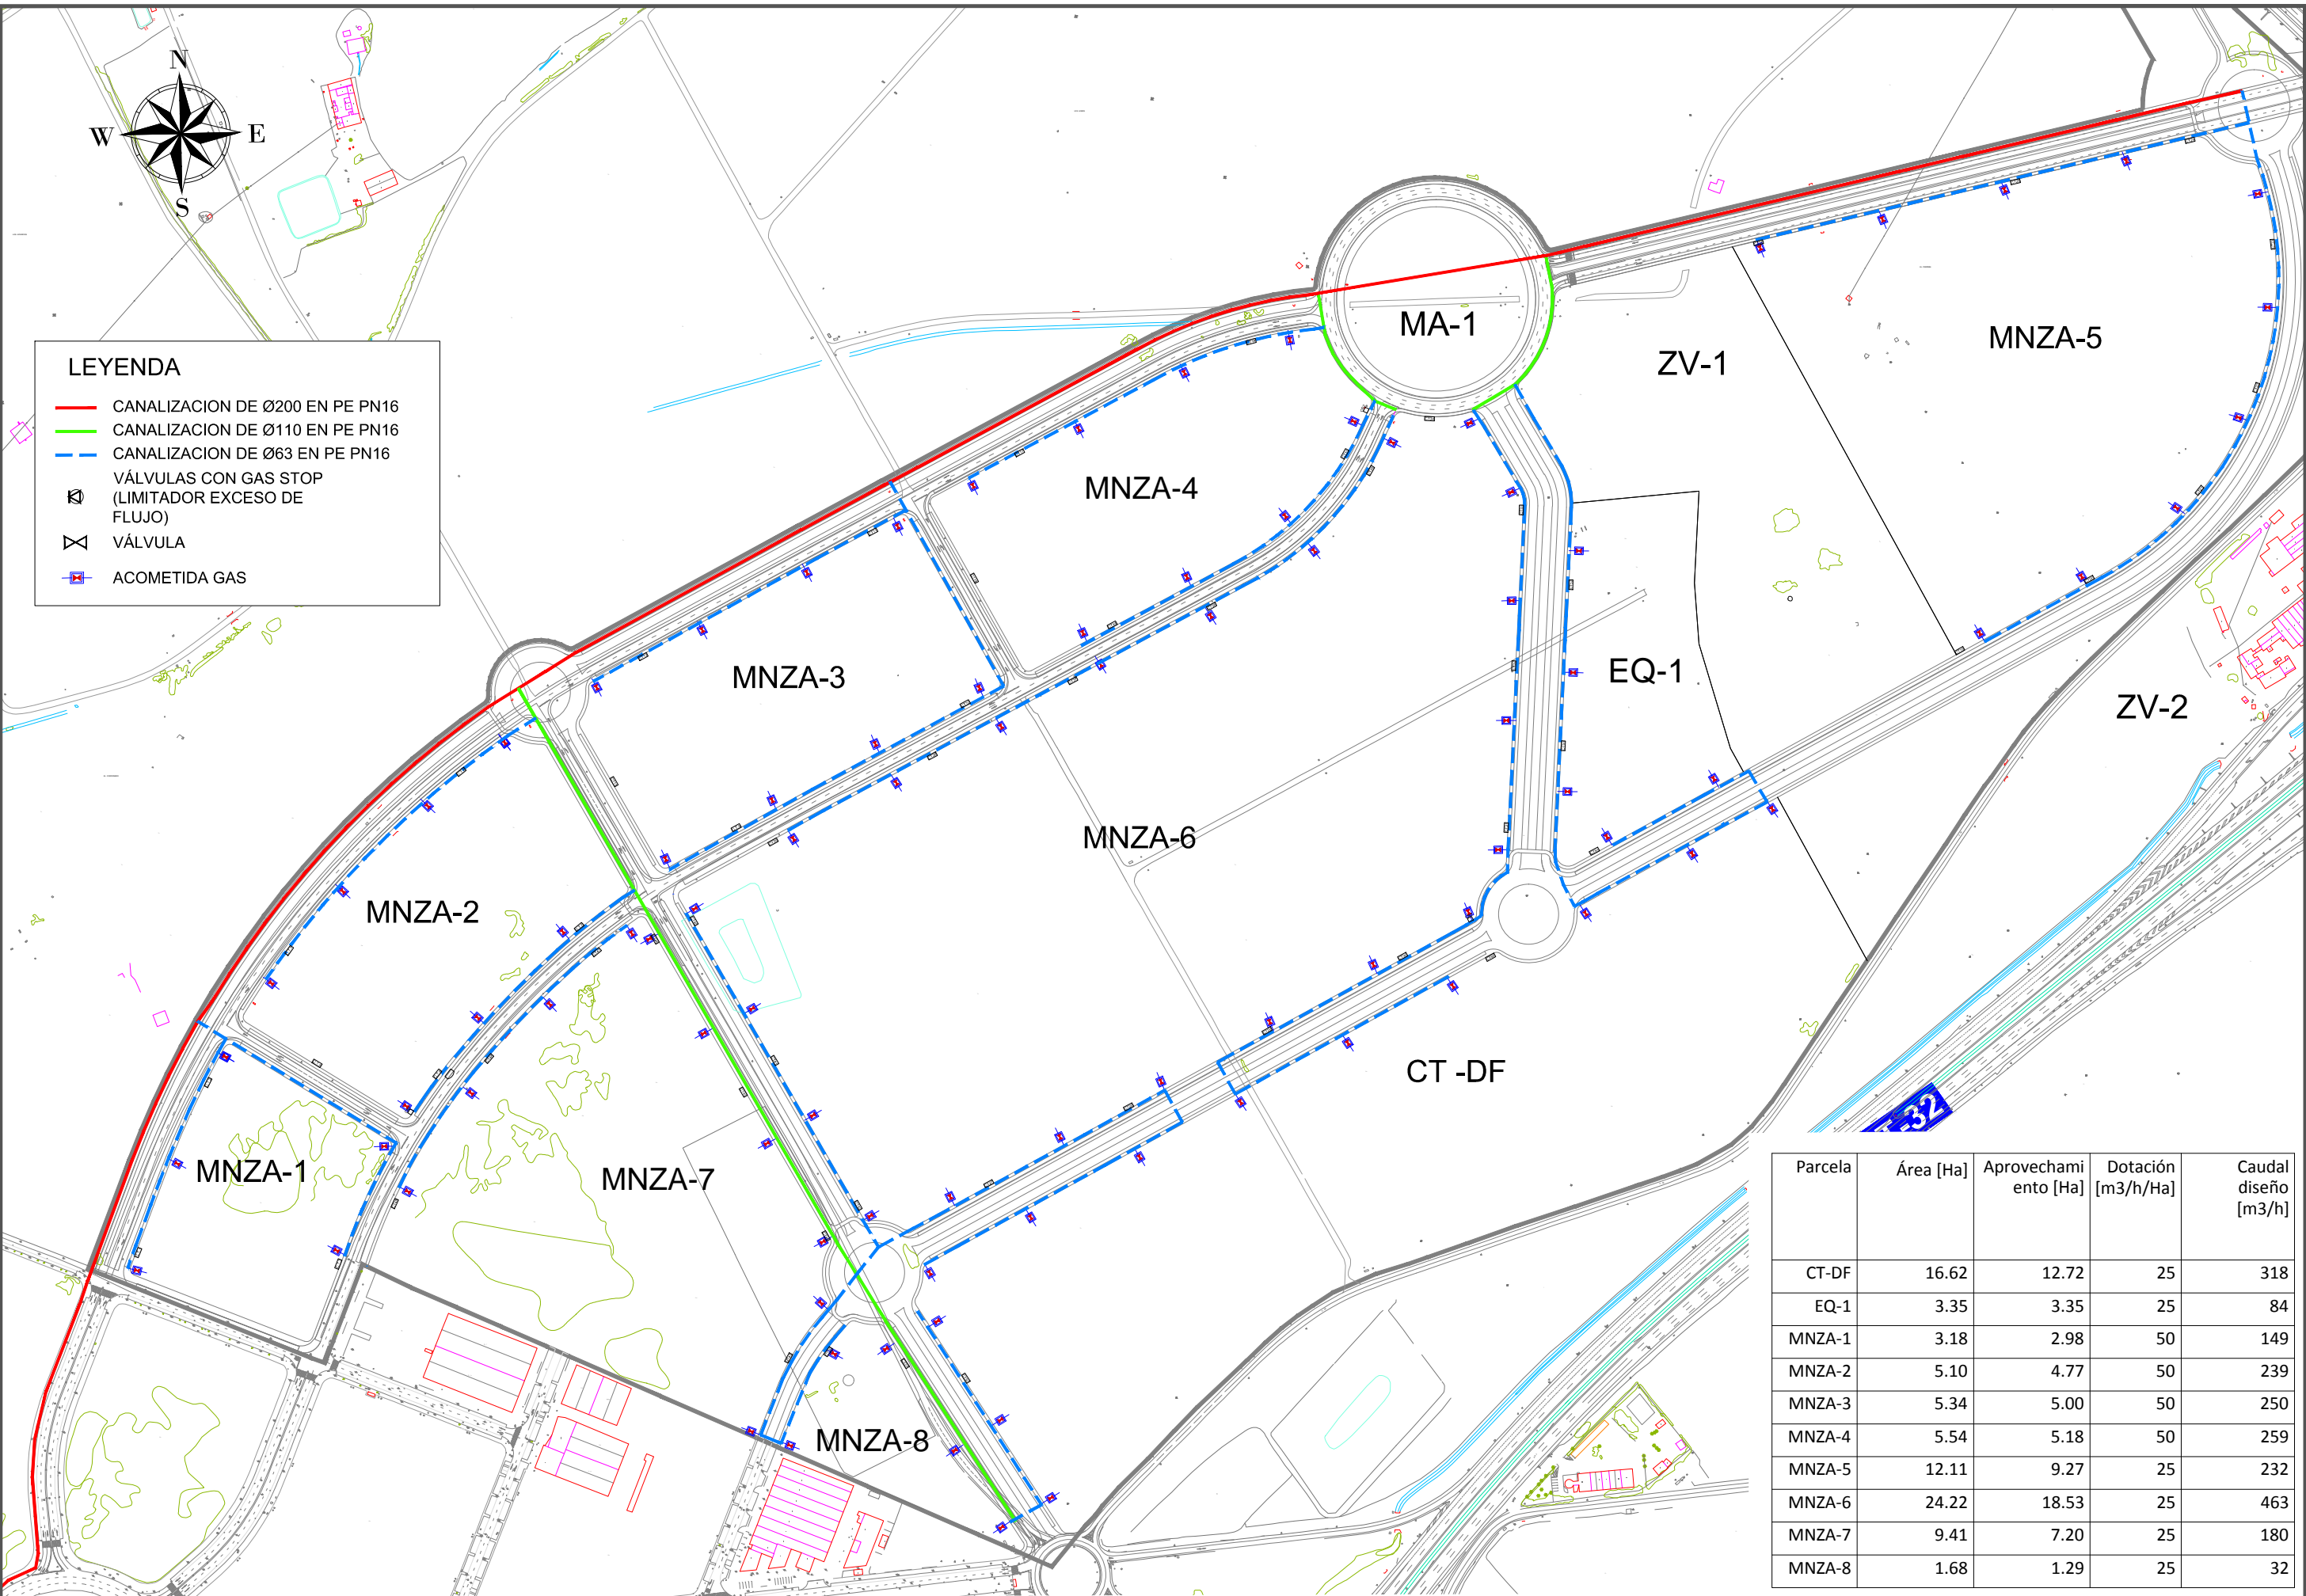 N
W
E
S
LEYENDA
CANALIZACION DE Ø200 EN PE PN16
CANALIZACION DE Ø110 EN PE PN16
CANALIZACION DE Ø63 EN PE PN16
VÁLVULAS CON GAS STOP
(LIMITADOR EXCESO DE
FLUJO)
VÁLVULA
ACOMETIDA GAS
MA-1
ZV-1
MNZA-5
MNZA-4
MNZA-3
EQ-1
ZV-2
MNZA-6
MNZA-2
CT -DF
MNZA-1
MNZA-7
MNZA-8
Parcela Área [Ha] Aprovechami Dotación Caudal
ento [Ha] [m3/h/Ha] diseño
[m3/h]
CT-DF 16.62 12.72 25 318
EQ-1 3.35 3.35 25 84
MNZA-1 3.18 2.98 50 149
MNZA-2 5.10 4.77 50 239
MNZA-3 5.34 5.00 50 250
MNZA-4 5.54 5.18 50 259
MNZA-5 12.11 9.27 25 232
MNZA-6 24.22 18.53 25 463
MNZA-7 9.41 7.20 25 180
MNZA-8 1.68 1.29 25 32